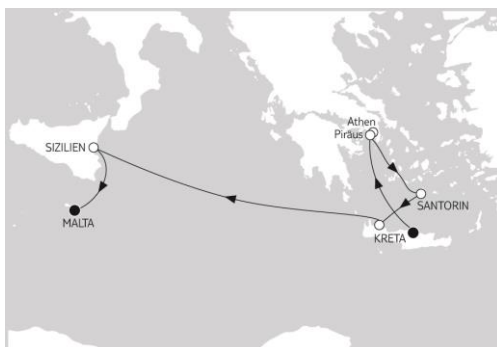 Athen
Piräus
SIZILIEN
SANTORIN
MALTA
KRETA